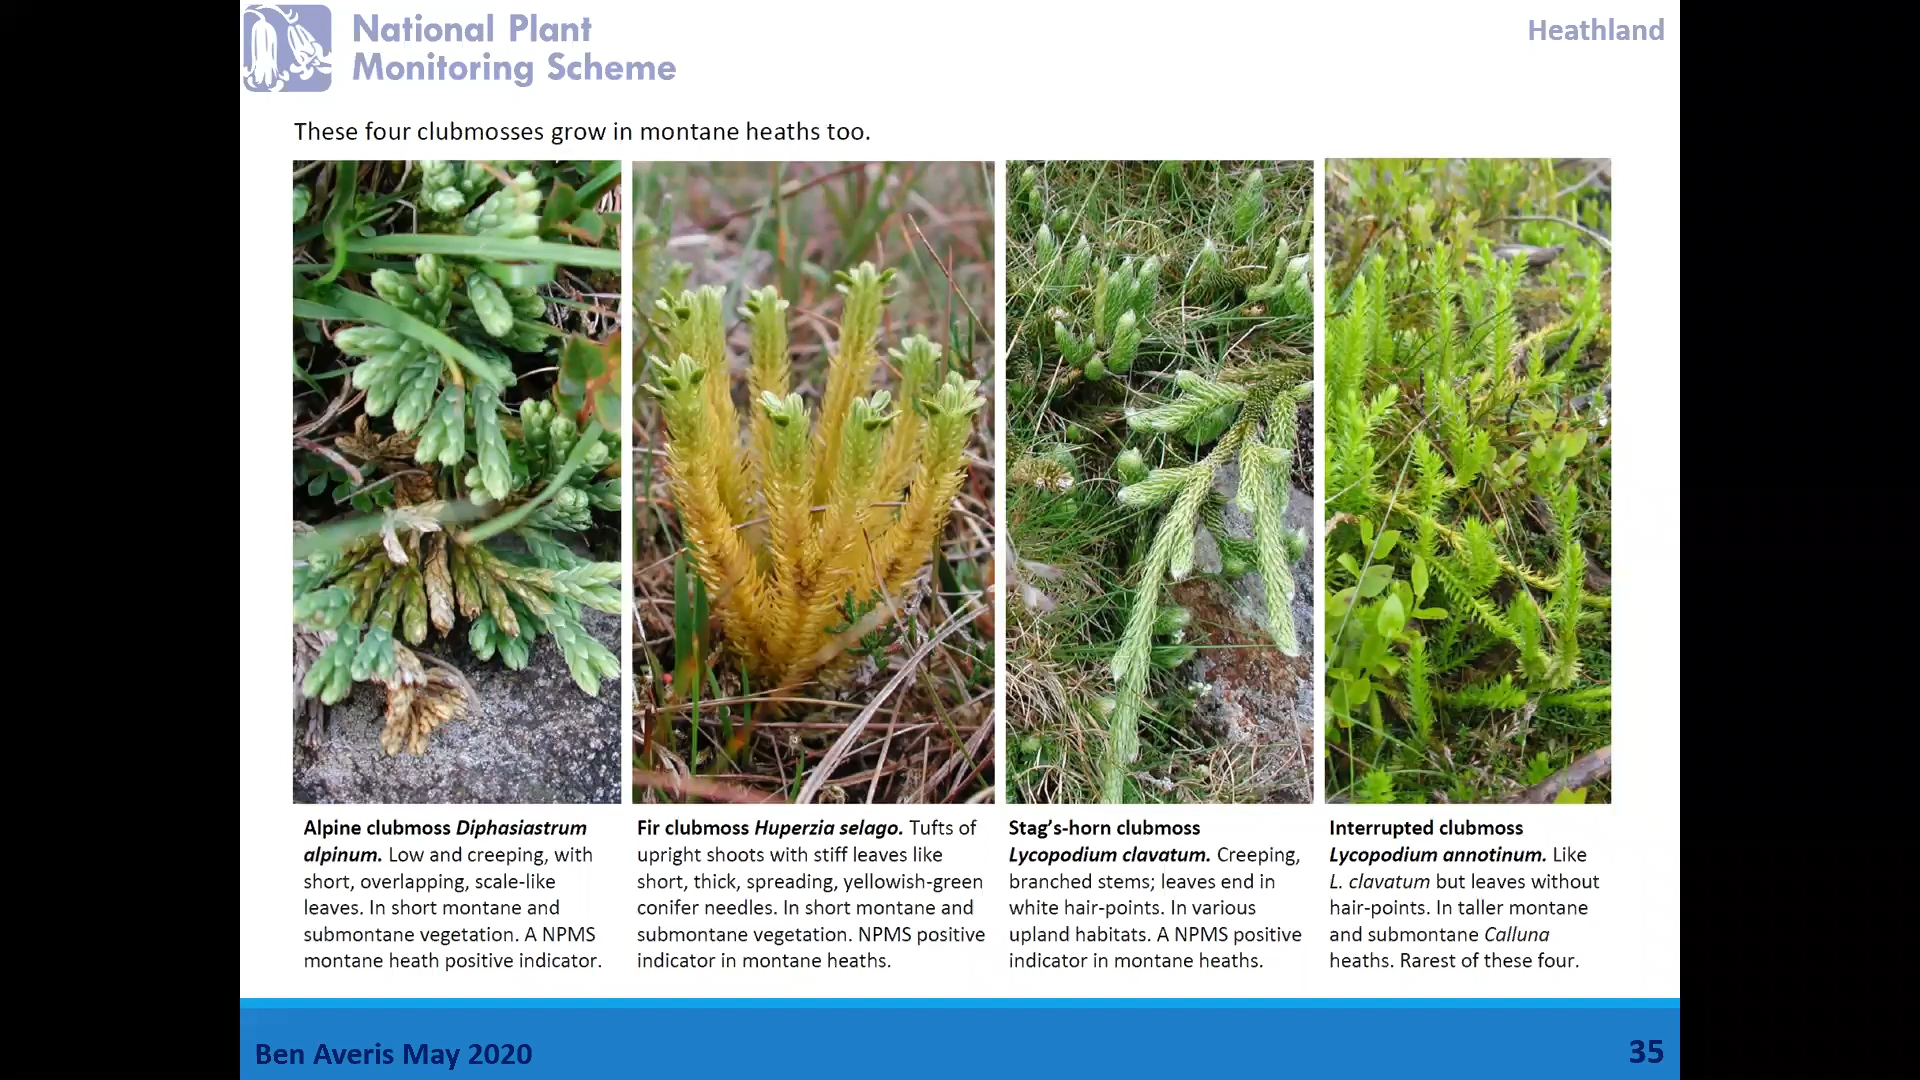 National Plant
Monitoring Scheme
Heathland
These four clubmosses grow in montane heaths too.
Alpine clubmoss Diphasiastrum
alpinum. Low and creeping, with
short, overlapping, scale-like
leaves. In short montane and
submontane vegetation. A NPMS
montane heath positive indicator.
Fir clubmoss Huperzia selago. Tufts of
upright shoots with stiff leaves like
short, thick, spreading, yellowish-green
conifer needles. In short montane and
submontane vegetation. NPMS positive
indicator in montane heaths.
Stag’s-horn clubmoss
Lycopodium clavatum. Creeping,
branched stems; leaves end in
white hair-points. In various
upland habitats. A NPMS positive
indicator in montane heaths.
Interrupted clubmoss
Lycopodium annotinum. Like
L. clavatum but leaves without
hair-points. In taller montane
and submontane Calluna
heaths. Rarest of these four.
Ben Averis May 2020
35